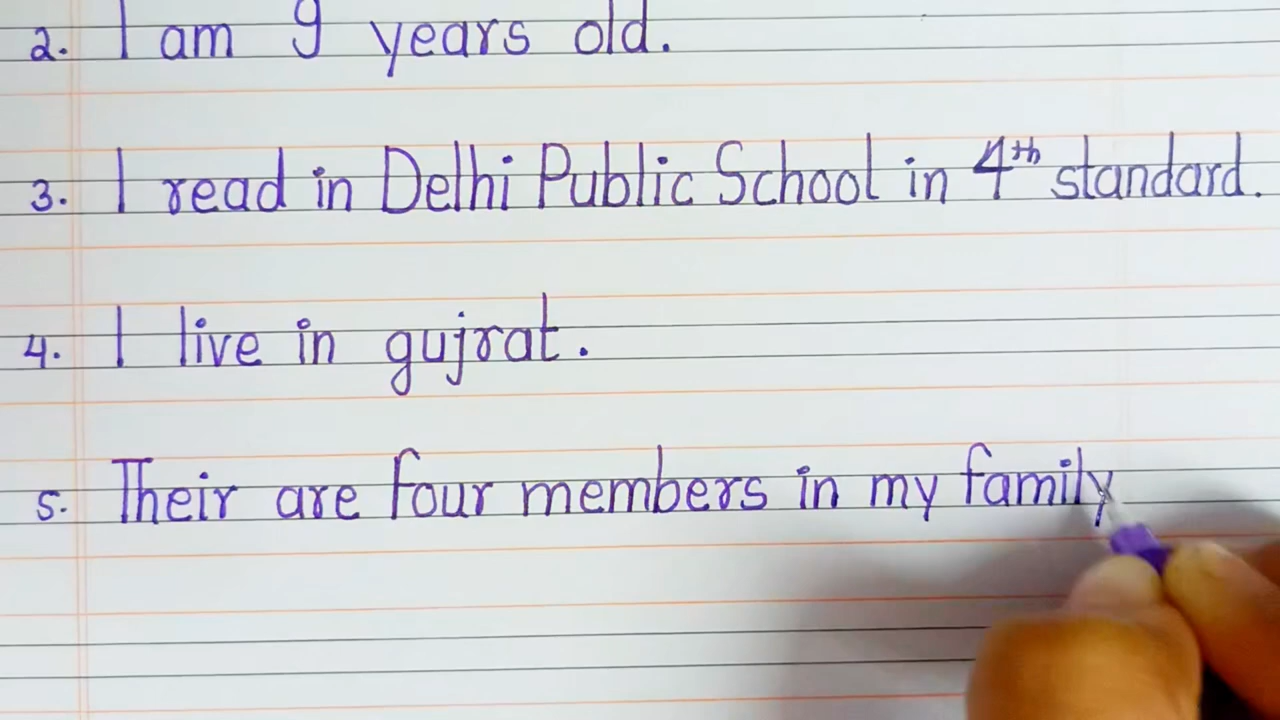 2. I am 9 years old.
3. I read in Delhi Public School in 4th standard.
4. I live in gujrat.
5. Their are four members in my family